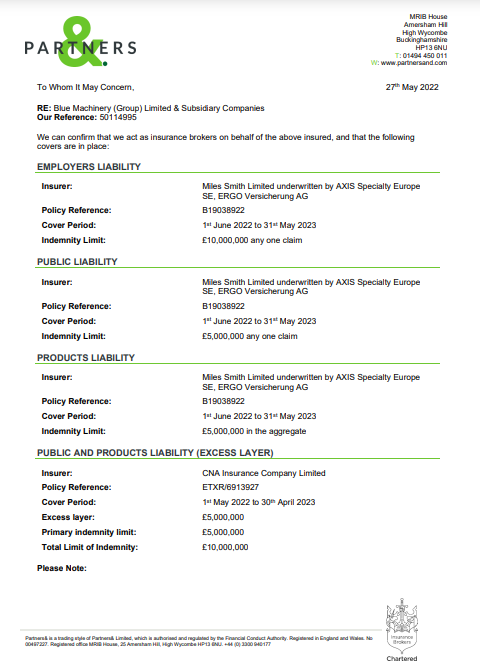 &
PARTNERS
MRIB House
Amersham Hill
High Wycombe
Buckinghamshire
HP13 6NU
T: 01494 450 011
W: www.partnersand.com
To Whom It May Concern,
27th May 2022
RE: Blue Machinery (Group) Limited & Subsidiary Companies
Our Reference: 50114995
We can confirm that we act as insurance brokers on behalf of the above insured, and that the following
covers are in place:
EMPLOYERS LIABILITY
Insurer: Miles Smith Limited underwritten by AXIS Specialty Europe
SE, ERGO Versicherung AG
Policy Reference: B19038922
Cover Period: 1st June 2022 to 31st May 2023
Indemnity Limit: £10,000,000 any one claim
PUBLIC LIABILITY
Insurer: Miles Smith Limited underwritten by AXIS Specialty Europe
SE, ERGO Versicherung AG
Policy Reference: B19038922
Cover Period: 1st June 2022 to 31st May 2023
Indemnity Limit: £5,000,000 any one claim
PRODUCTS LIABILITY
Insurer: Miles Smith Limited underwritten by AXIS Specialty Europe
SE, ERGO Versicherung AG
Policy Reference: B19038922
Cover Period: 1st June 2022 to 31st May 2023
Indemnity Limit: £5,000,000 in the aggregate
PUBLIC AND PRODUCTS LIABILITY (EXCESS LAYER)
Insurer: CNA Insurance Company Limited
Policy Reference: ETXR/6913927
Cover Period: 1st May 2022 to 30th April 2023
Excess layer: £5,000,000
Primary indemnity limit: £5,000,000
Total Limit of Indemnity: £10,000,000
Please Note:
Partners& is a trading style of Partners& Limited, which is authorised and regulated by the Financial Conduct Authority. Registered in England and Wales. No
00497227. Registered office MRIB House, 25 Amersham Hill, High Wycombe HP13 6NU. +44 (0) 3300 940177
Insurance
Brokers
Chartered